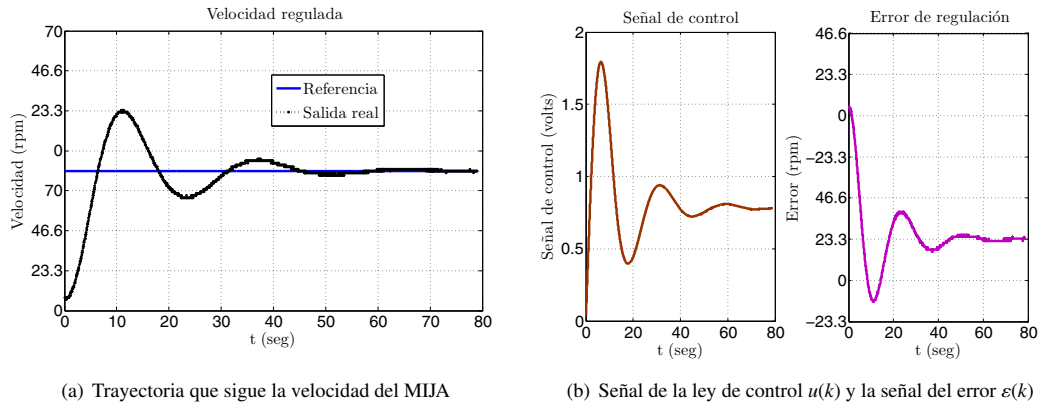 Velocidad regulada
70
46.6
23.3
0
70
46.6
23.3
0
Velocidad (rpm)
Referencia
Salida real
0 10 20 30 40 50 60 70 80
t (seg)
(a) Trayectoria que sigue la velocidad del MIJA
Señal de control
2
1.5
1
0.5
0
Señal de control (volts)
0 20 40 60 80
t (seg)
Error de regulación
46.6
23.3
0
−23.3
46.6
23.3
0
−23.3
Error (rpm)
0 20 40 60 80
t (seg)
(b) Señal de la ley de control u(k) y la señal del error ε(k)